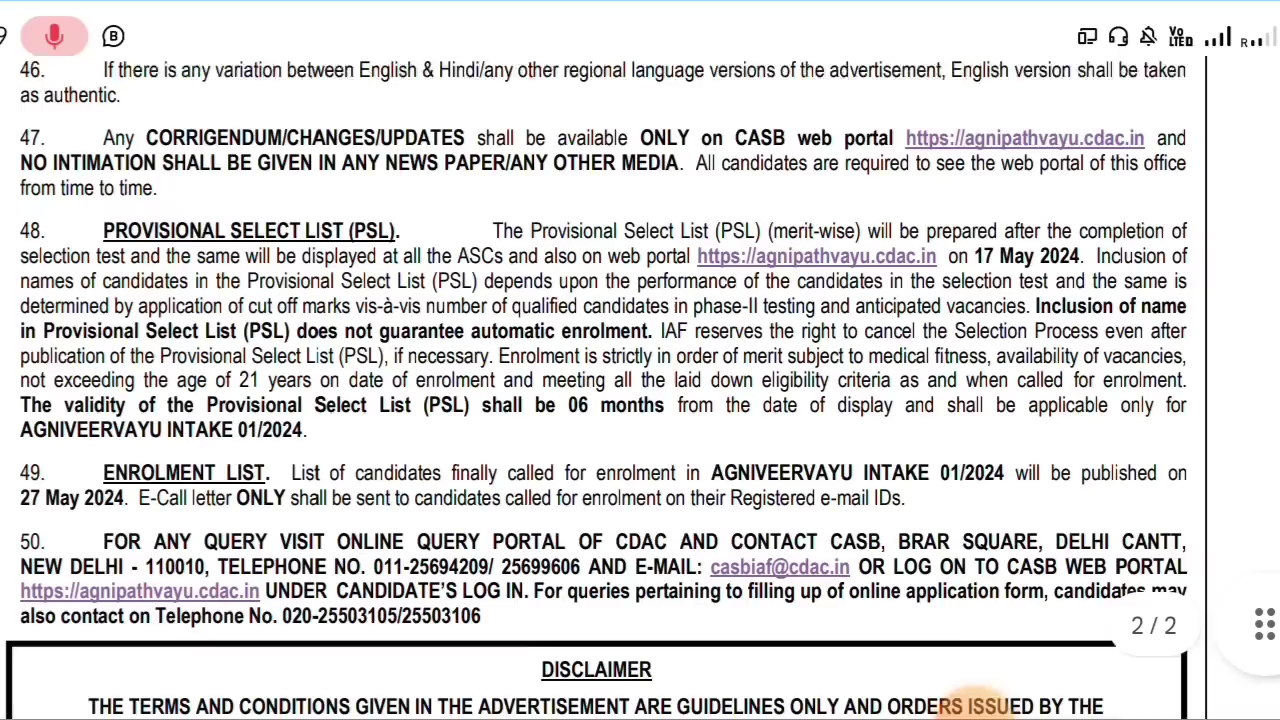 9 B Vo LTE R
46. If there is any variation between English & Hindi/any other regional language versions of the advertisement, English version shall be taken
as authentic.
47. Any CORRIGENDUM/CHANGES/UPDATES shall be available ONLY on CASB web portal https://agnipathvayu.cdac.in and
NO INTIMATION SHALL BE GIVEN IN ANY NEWS PAPER/ANY OTHER MEDIA. All candidates are required to see the web portal of this office
from time to time.
48. PROVISIONAL SELECT LIST (PSL). The Provisional Select List (PSL) (merit-wise) will be prepared after the completion of
selection test and the same will be displayed at all the ASCs and also on web portal https://agnipathvayu.cdac.in on 17 May 2024. Inclusion of
names of candidates in the Provisional Select List (PSL) depends upon the performance of the candidates in the selection test and the same is
determined by application of cut off marks vis-à-vis number of qualified candidates in phase-II testing and anticipated vacancies. Inclusion of name
in Provisional Select List (PSL) does not guarantee automatic enrolment. IAF reserves the right to cancel the Selection Process even after
publication of the Provisional Select List (PSL), if necessary. Enrolment is strictly in order of merit subject to medical fitness, availability of vacancies,
not exceeding the age of 21 years on date of enrolment and meeting all the laid down eligibility criteria as and when called for enrolment.
The validity of the Provisional Select List (PSL) shall be 06 months from the date of display and shall be applicable only for
AGNIVEERVAYU INTAKE 01/2024.
49. ENROLMENT LIST. List of candidates finally called for enrolment in AGNIVEERVAYU INTAKE 01/2024 will be published on
27 May 2024. E-Call letter ONLY shall be sent to candidates called for enrolment on their Registered e-mail IDs.
50. FOR ANY QUERY VISIT ONLINE QUERY PORTAL OF CDAC AND CONTACT CASB, BRAR SQUARE, DELHI CANTT,
NEW DELHI - 110010, TELEPHONE NO. 011-25694209/ 25699606 AND E-MAIL: casbiaf@cdac.in OR LOG ON TO CASB WEB PORTAL
https://agnipathvayu.cdac.in UNDER CANDIDATE'S LOG IN. For queries pertaining to filling up of online application form, candidates may
also contact on Telephone No. 020-25503105/25503106
2 / 2
DISCLAIMER
THE TERMS AND CONDITIONS GIVEN IN THE ADVERTISEMENT ARE GUIDELINES ONLY AND ORDERS ISSUED BY THE